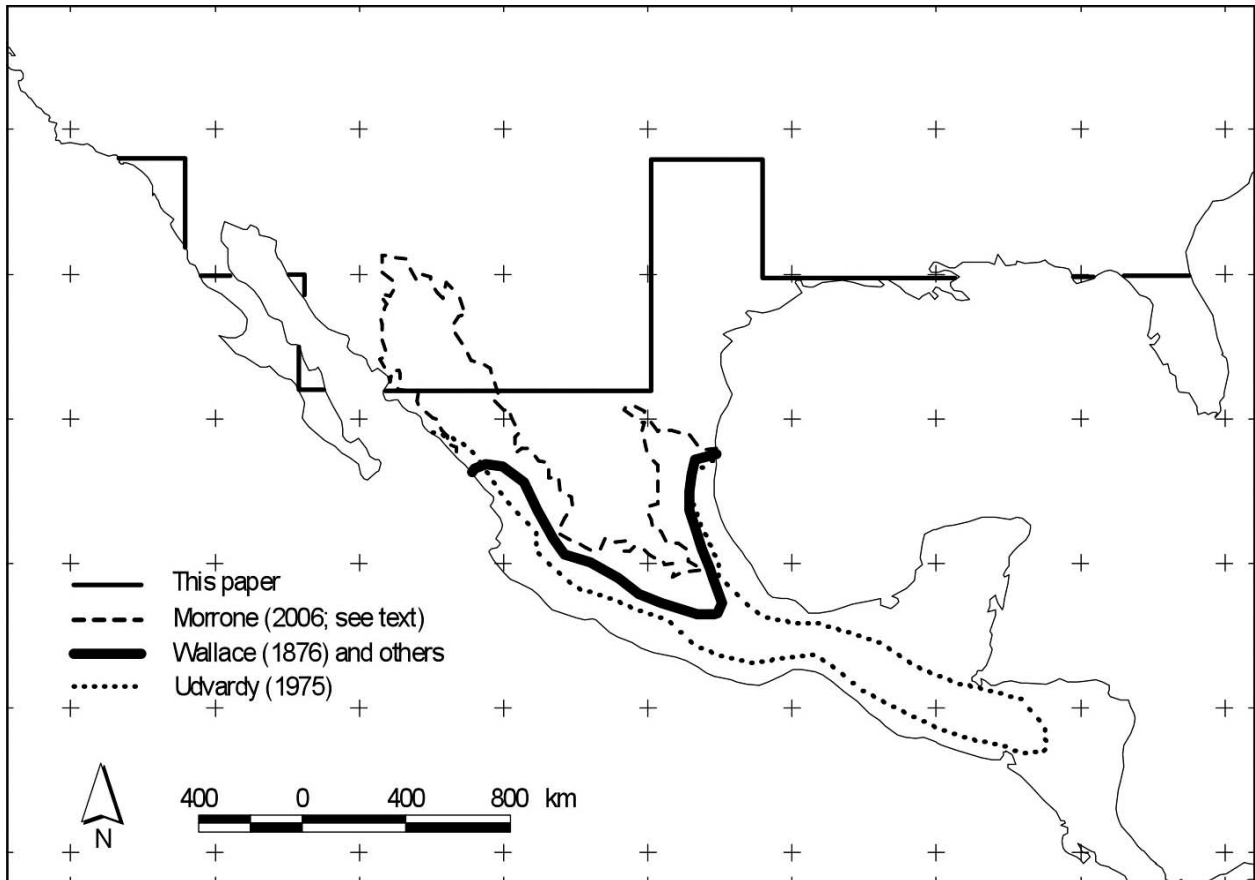 This paper
Morrone (2006; see text)
Wallace (1876) and others
Udvardy (1975)
400 0 400 800 km
N